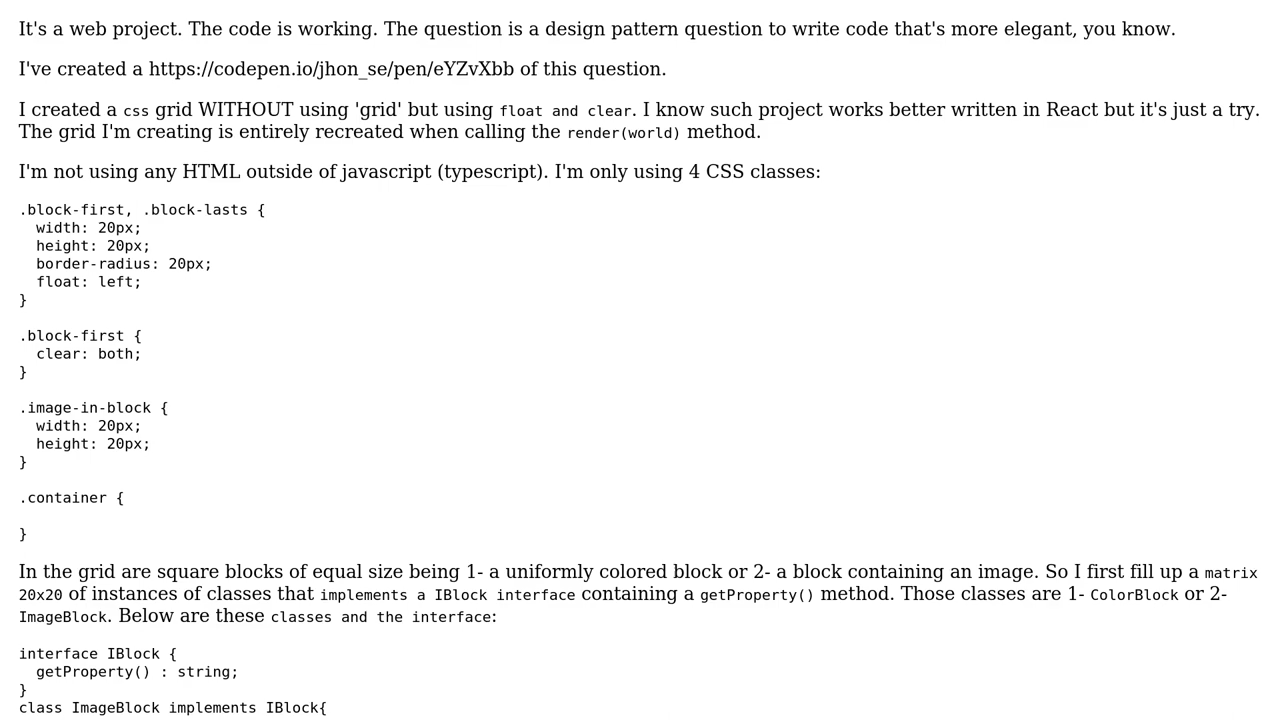 It's a web project. The code is working. The question is a design pattern question to write code that's more elegant, you know.
I've created a https://codepen.io/jhon_se/pen/eYZvXbb of this question.
I created a css grid WITHOUT using 'grid' but using float and clear. I know such project works better written in React but it's just a try.
The grid I'm creating is entirely recreated when calling the render(world) method.
I'm not using any HTML outside of javascript (typescript). I'm only using 4 CSS classes:
.block-first, .block-lasts {
  width: 20px;
  height: 20px;
  border-radius: 20px;
  float: left;
}
.block-first {
  clear: both;
}
.image-in-block {
  width: 20px;
  height: 20px;
}
.container {
}
In the grid are square blocks of equal size being 1- a uniformly colored block or 2- a block containing an image. So I first fill up a matrix
20x20 of instances of classes that implements a IBlock interface containing a getProperty() method. Those classes are 1- ColorBlock or 2-
ImageBlock. Below are these classes and the interface:
interface IBlock {
  getProperty() : string;
}
class ImageBlock implements IBlock{